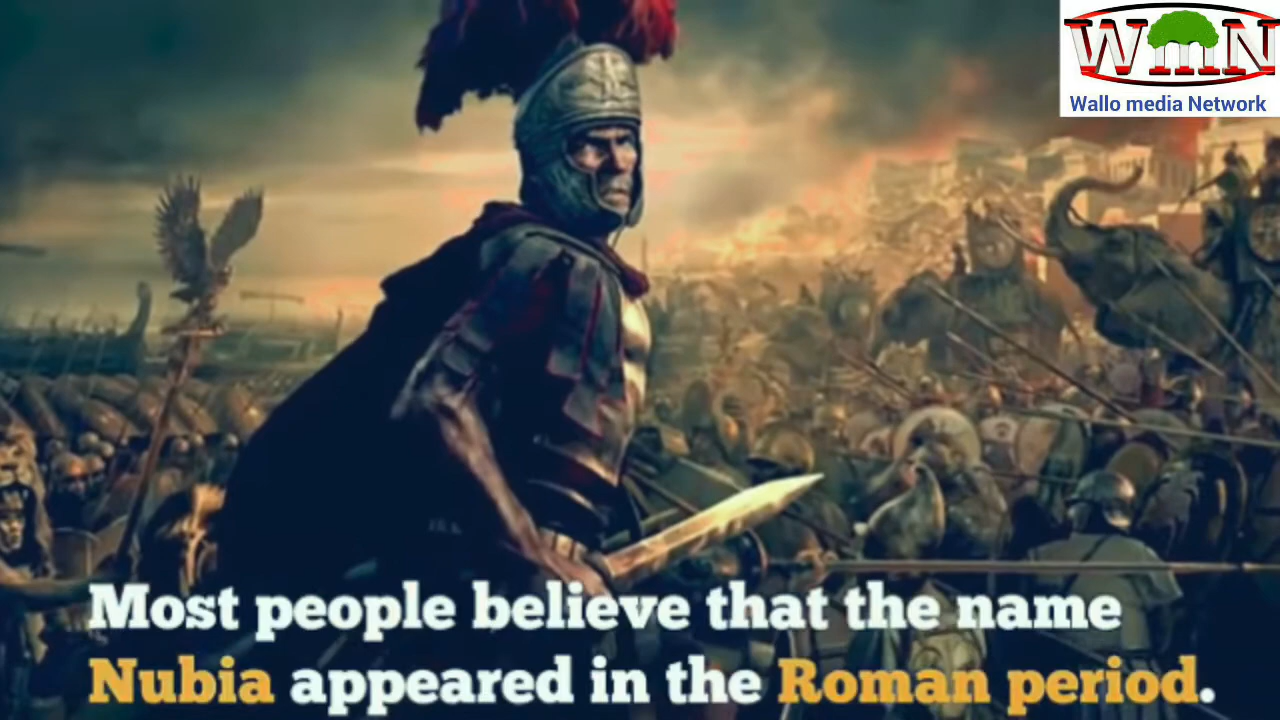 WMN
Wallo media Network
Most people believe that the name
Nubia appeared in the Roman period.